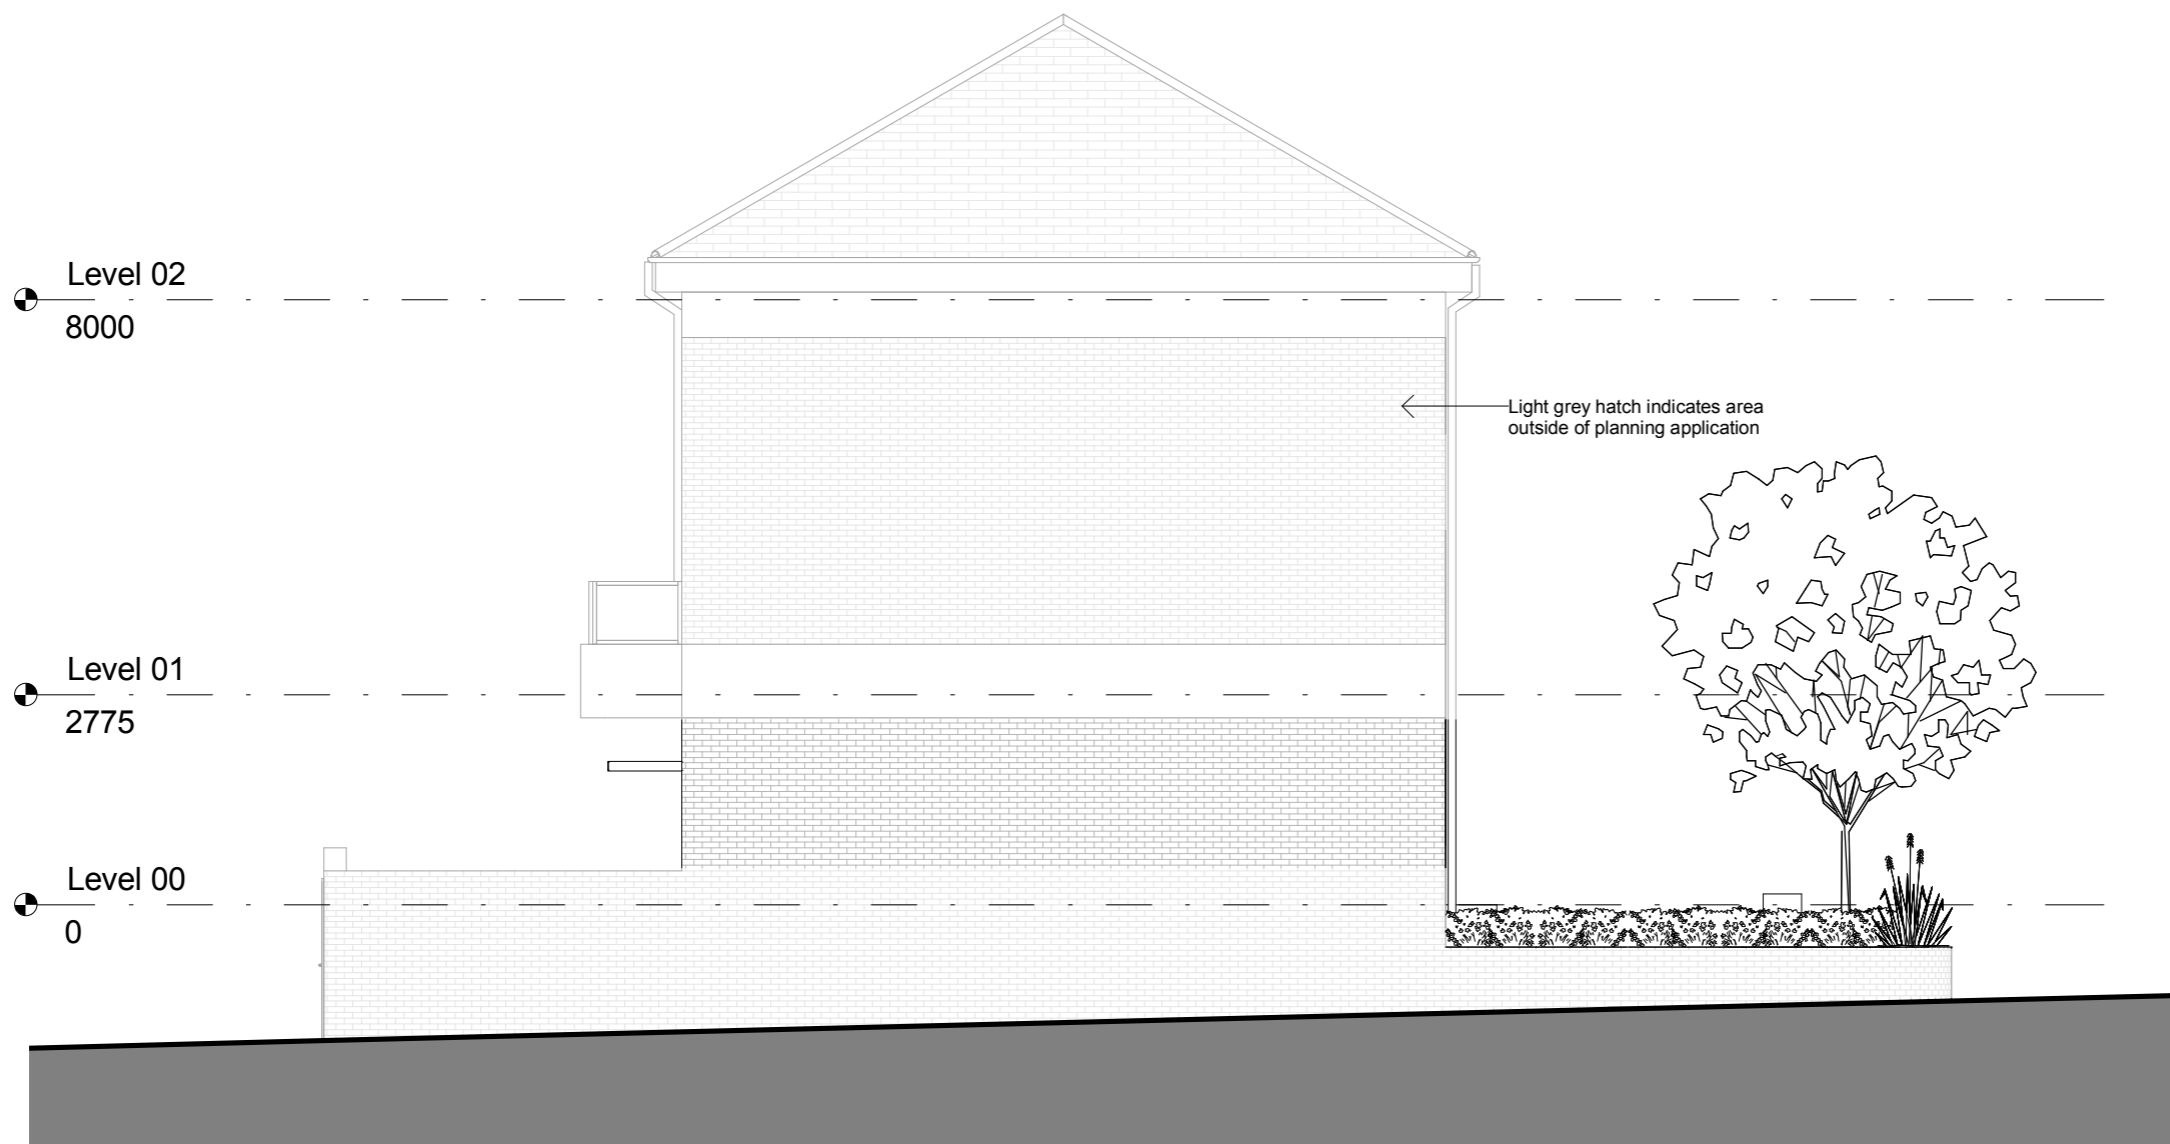 Level 02
8000
Light grey hatch indicates area
outside of planning application
Level 01
2775
Level 00
0